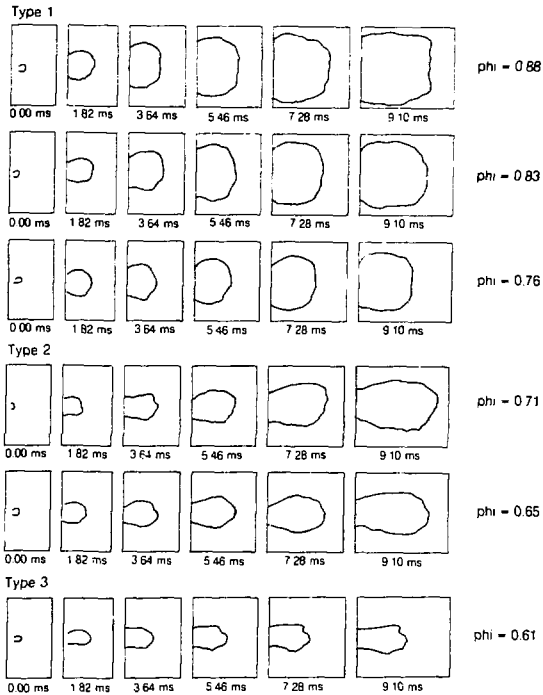 Type 1
phi = 0 88
0 00 ms 1 82 ms 3 64 ms 5 46 ms 7 28 ms 9 10 ms
phi = 0 83
0 00 ms 1 82 ms 3 64 ms 5 46 ms 7 28 ms 9 10 ms
phi = 0.76
0 00 ms 1 82 ms 3 64 ms 5 46 ms 7 28 ms 9 10 ms
Type 2
phi = 0.71
0 00 ms 1 82 ms 3 64 ms 5 46 ms 7 28 ms 9 10 ms
phi = 0.65
0.00 ms 1 82 ms 3 64 ms 5 46 ms 7 28 ms 9 10 ms
Type 3
phi = 0.61
0.00 ms 1.82 ms 3 64 ms 5 46 ms 7 28 ms 9 10 ms